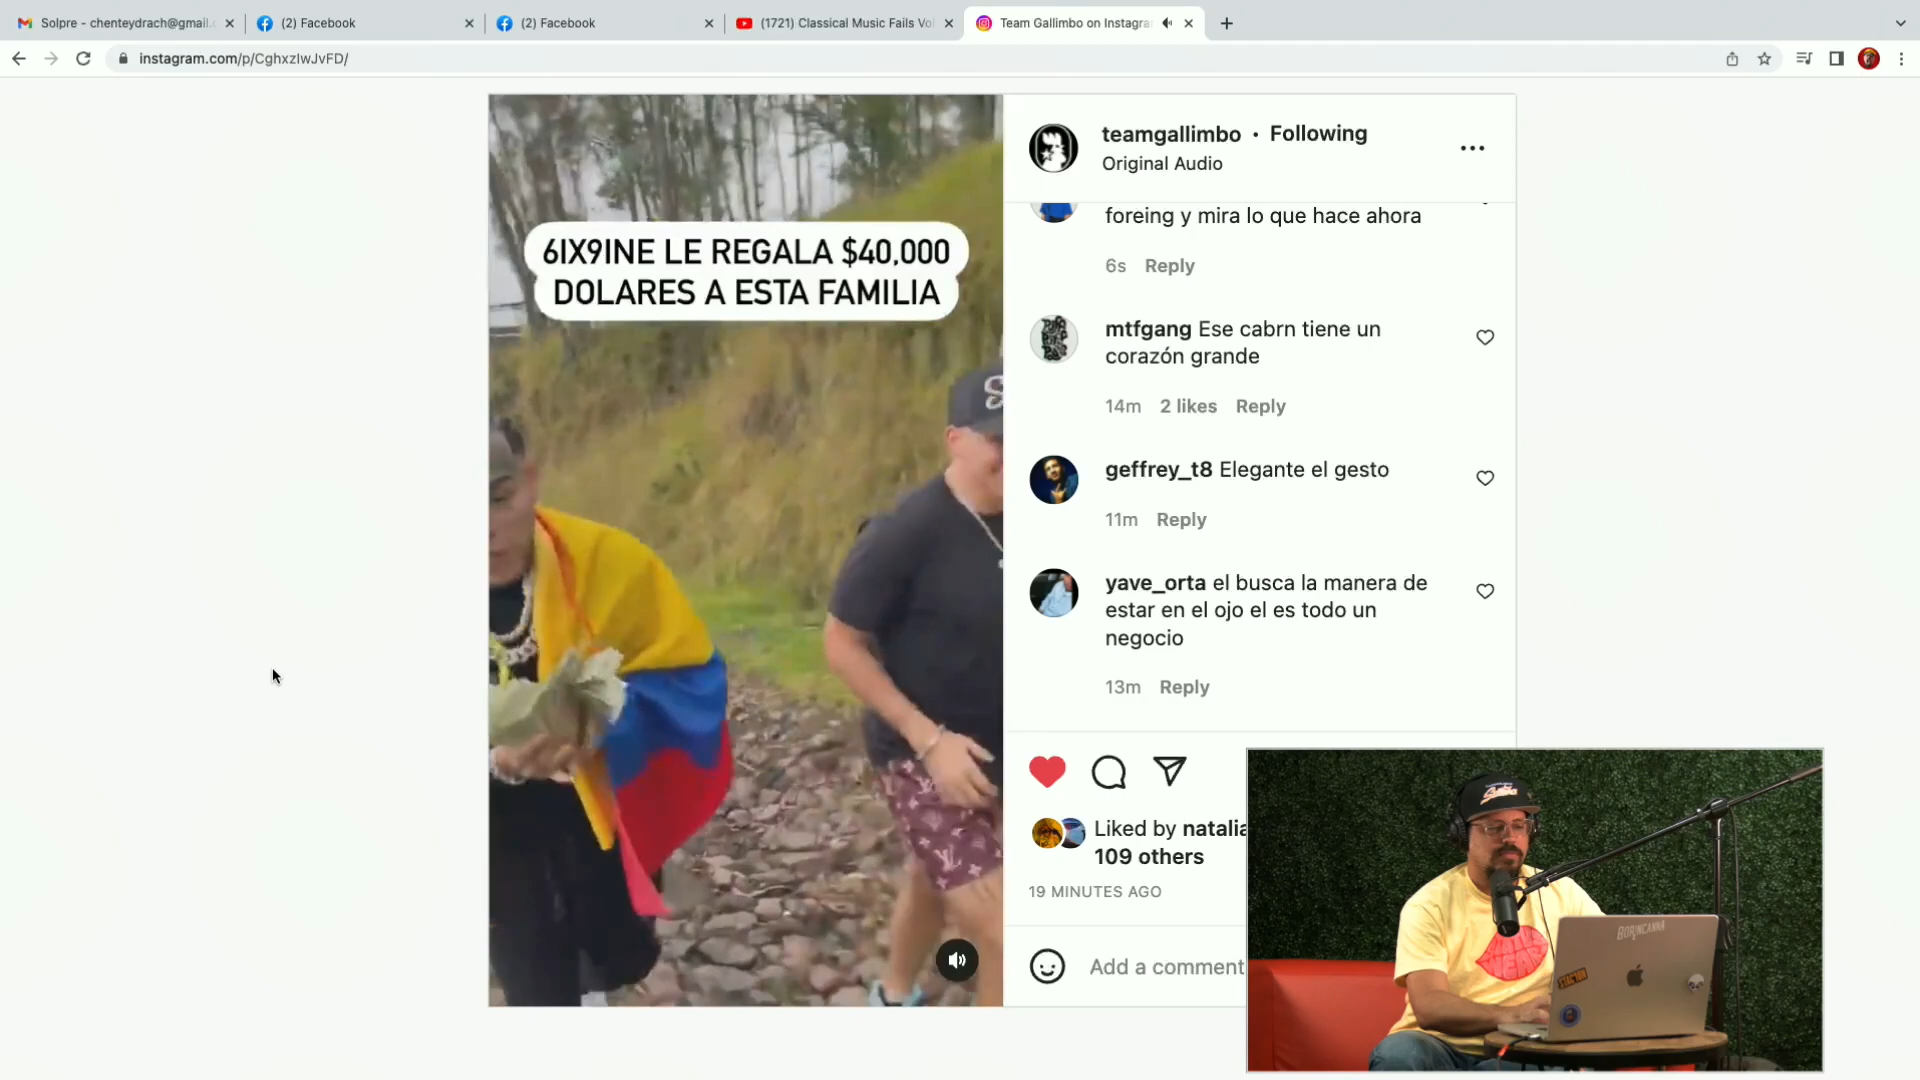 Solpre - chenteydrach@gmail.c
(2) Facebook
(2) Facebook
(1721) Classical Music Fails Vol
Team Gallimbo on Instagram
instagram.com/p/CghxzIwJvFD/
6IX9INE LE REGALA $40,000
DOLARES A ESTA FAMILIA
teamgallimbo • Following
Original Audio
foreing y mira lo que hace ahora
6s Reply
mtfgang Ese cabrn tiene un
corazón grande
14m 2 likes Reply
geffrey_t8 Elegante el gesto
11m Reply
yave_orta el busca la manera de
estar en el ojo el es todo un
negocio
13m Reply
Liked by natalia
109 others
19 MINUTES AGO
Add a comment
BORINCANHA